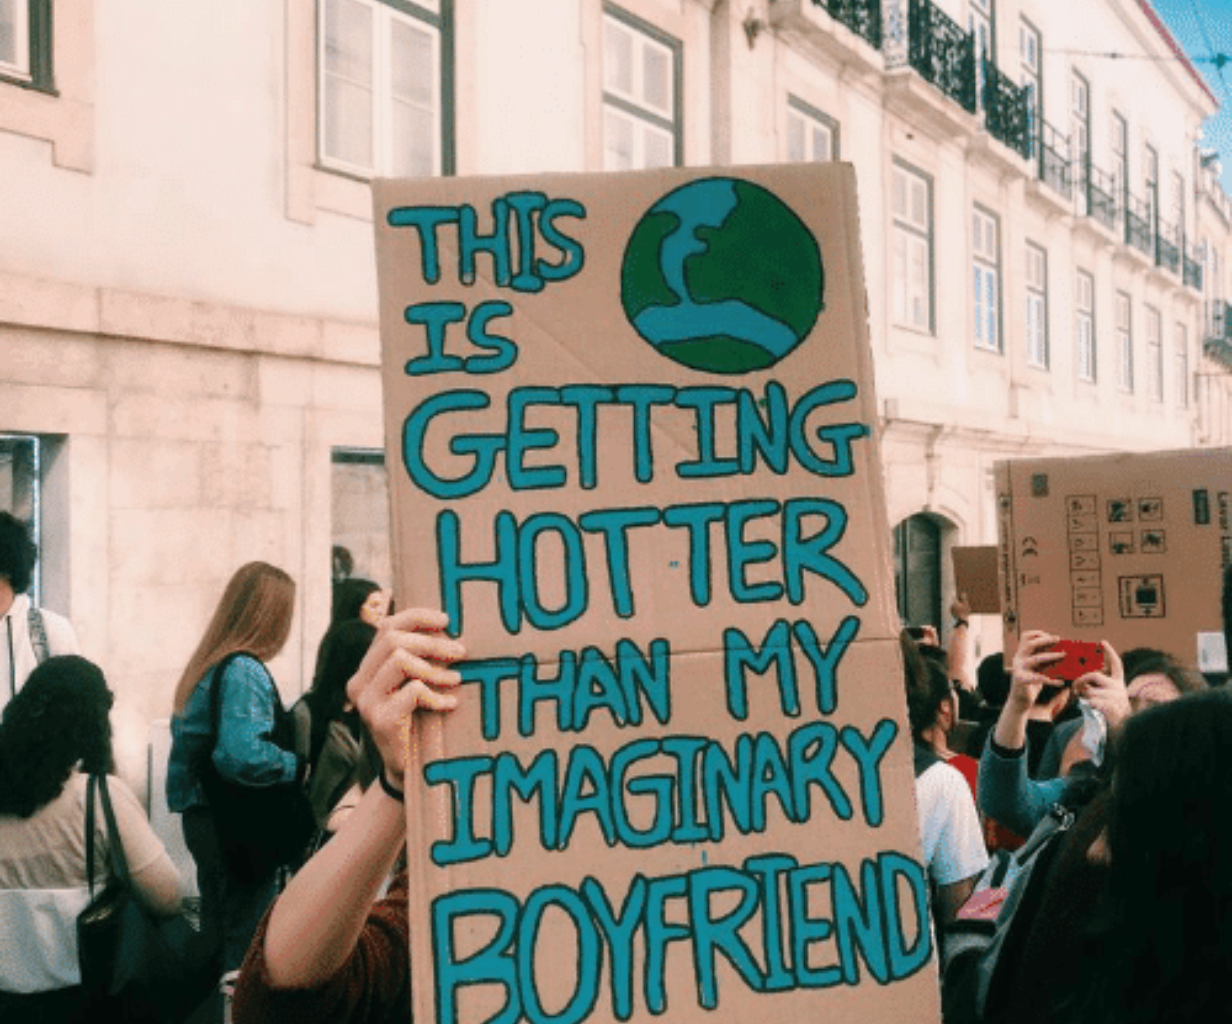 THIS
IS
GETTING
HOTTER
THAN MY
IMAGINARY
BOYFRIEND